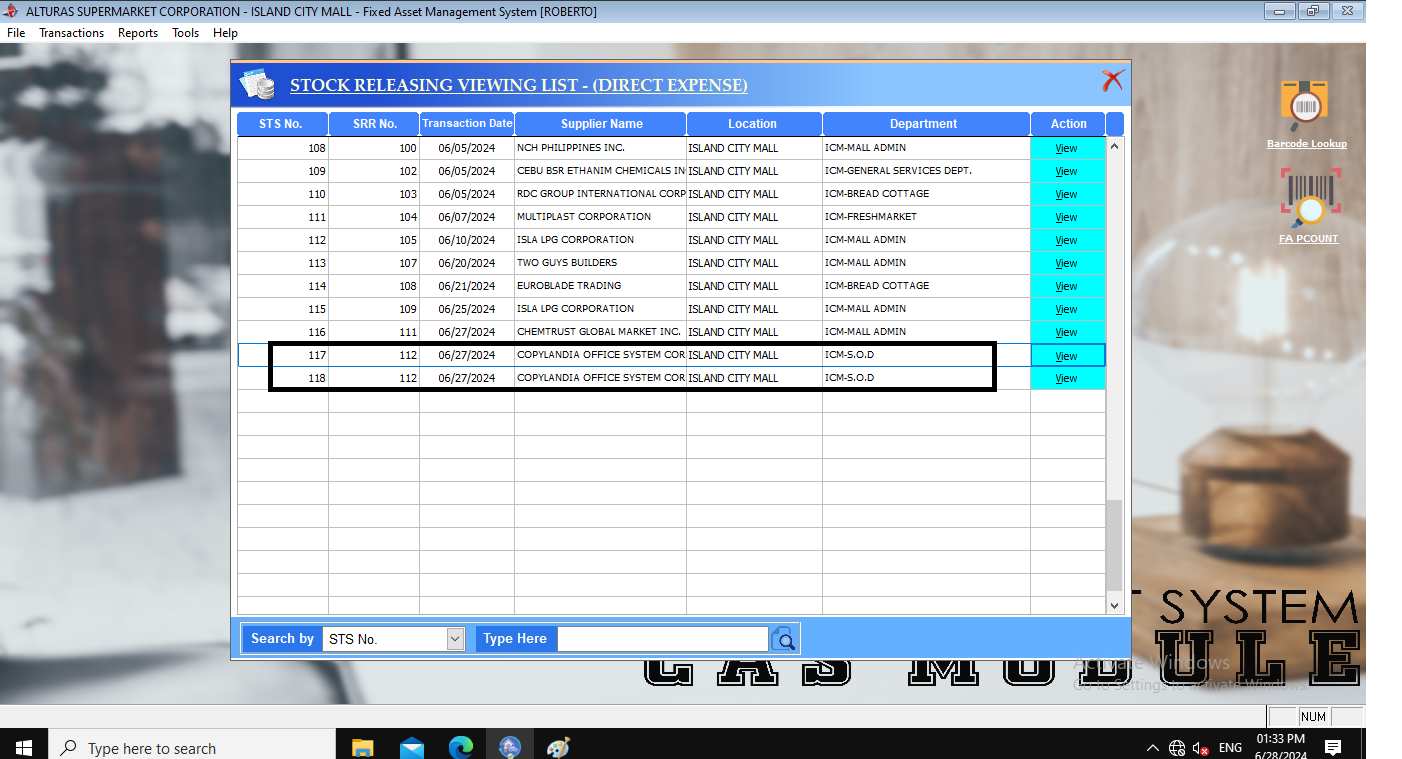 ALTURAS SUPERMARKET CORPORATION - ISLAND CITY MALL - Fixed Asset Management System [ROBERTO]
File Transactions Reports Tools Help
STOCK RELEASING VIEWING LIST - (DIRECT EXPENSE)
STS No. SRR No. Transaction Date Supplier Name Location Department Action
108 100 06/05/2024 NCH PHILIPPINES INC. ISLAND CITY MALL ICM-MALL ADMIN View
109 102 06/05/2024 CEBU BSR ETHANIM CHEMICALS IN ISLAND CITY MALL ICM-GENERAL SERVICES DEPT. View
110 103 06/05/2024 RDC GROUP INTERNATIONAL CORP ISLAND CITY MALL ICM-BREAD COTTAGE View
111 104 06/07/2024 MULTIPLAST CORPORATION ISLAND CITY MALL ICM-FRESHMARKET View
112 105 06/10/2024 ISLA LPG CORPORATION ISLAND CITY MALL ICM-MALL ADMIN View
113 107 06/20/2024 TWO GUYS BUILDERS ISLAND CITY MALL ICM-MALL ADMIN View
114 108 06/21/2024 EUROBLADE TRADING ISLAND CITY MALL ICM-BREAD COTTAGE View
115 109 06/25/2024 ISLA LPG CORPORATION ISLAND CITY MALL ICM-MALL ADMIN View
116 111 06/27/2024 CHEMTRUST GLOBAL MARKET INC. ISLAND CITY MALL ICM-MALL ADMIN View
117 112 06/27/2024 COPYLANDIA OFFICE SYSTEM COR ISLAND CITY MALL ICM-S.O.D View
118 112 06/27/2024 COPYLANDIA OFFICE SYSTEM COR ISLAND CITY MALL ICM-S.O.D View
Search by STS No. Type Here
Barcode Lookup
FA PCOUNT
SYSTEM
CAS MODULE
Activate Windows
Go to Settings to activate Windows.
NUM
Type here to search
ENG
01:33 PM
6/28/2024